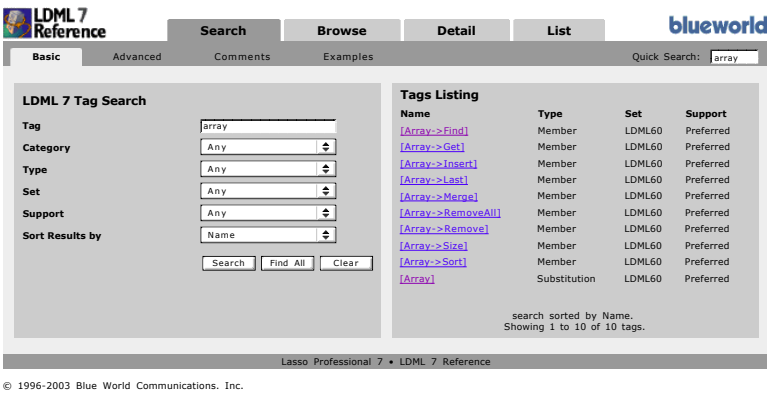 LDML 7
Reference
Search Browse Detail List
blueworld
Basic Advanced Comments Examples
Quick Search: array
LDML 7 Tag Search
Tag array
Category Any
Type Any
Set Any
Support Any
Sort Results by Name
Search Find All Clear
Tags Listing
Name Type Set Support
[Array->Find] Member LDML60 Preferred
[Array->Get] Member LDML60 Preferred
[Array->Insert] Member LDML60 Preferred
[Array->Last] Member LDML60 Preferred
[Array->Merge] Member LDML60 Preferred
[Array->RemoveAll] Member LDML60 Preferred
[Array->Remove] Member LDML60 Preferred
[Array->Size] Member LDML60 Preferred
[Array->Sort] Member LDML60 Preferred
[Array] Substitution LDML60 Preferred
search sorted by Name.
Showing 1 to 10 of 10 tags.
Lasso Professional 7 • LDML 7 Reference
© 1996-2003 Blue World Communications. Inc.